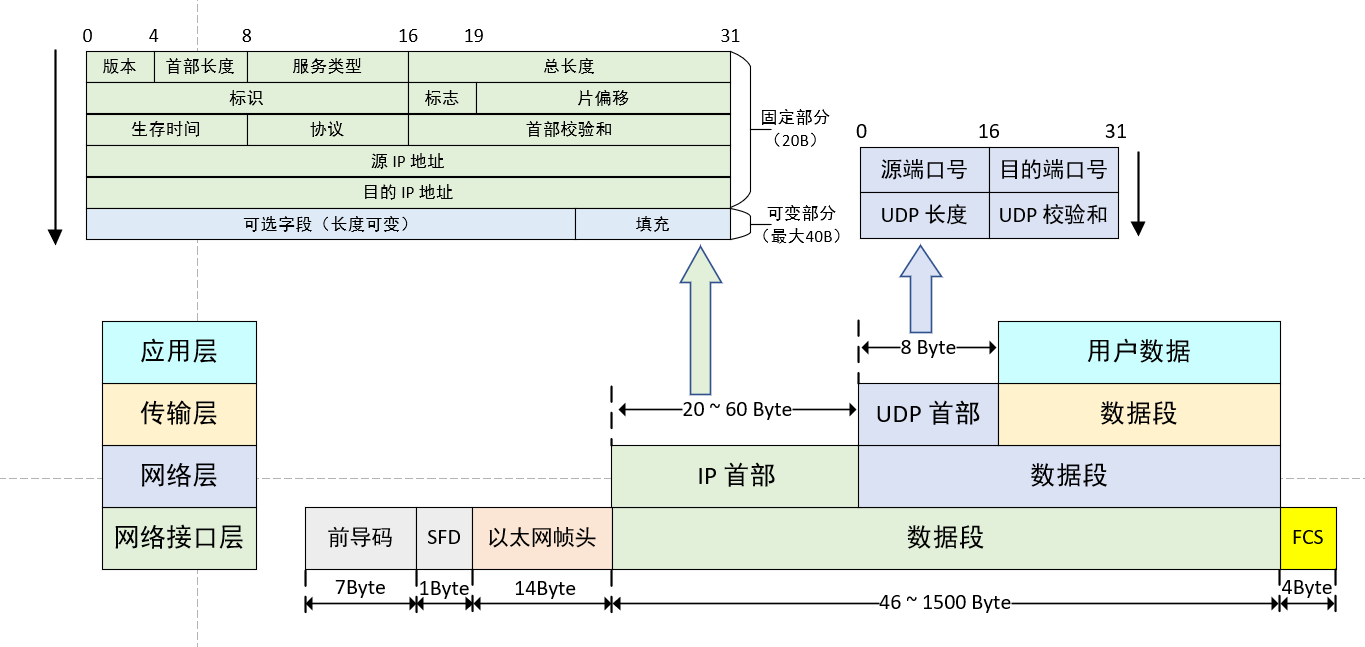 0 4 8 16 19 31
版本 首部长度 服务类型 总长度
标识 标志 片偏移
生存时间 协议 首部校验和
源 IP 地址
目的 IP 地址
可选字段（长度可变） 填充
固定部分
（20B）
可变部分
（最大40B）
0 16 31
源端口号 目的端口号
UDP 长度 UDP 校验和
应用层
传输层
网络层
网络接口层
8 Byte
用户数据
20 ~ 60 Byte
UDP 首部 数据段
IP 首部 数据段
前导码 SFD 以太网帧头 数据段 FCS
7Byte 1Byte 14Byte 46 ~ 1500 Byte 4Byte